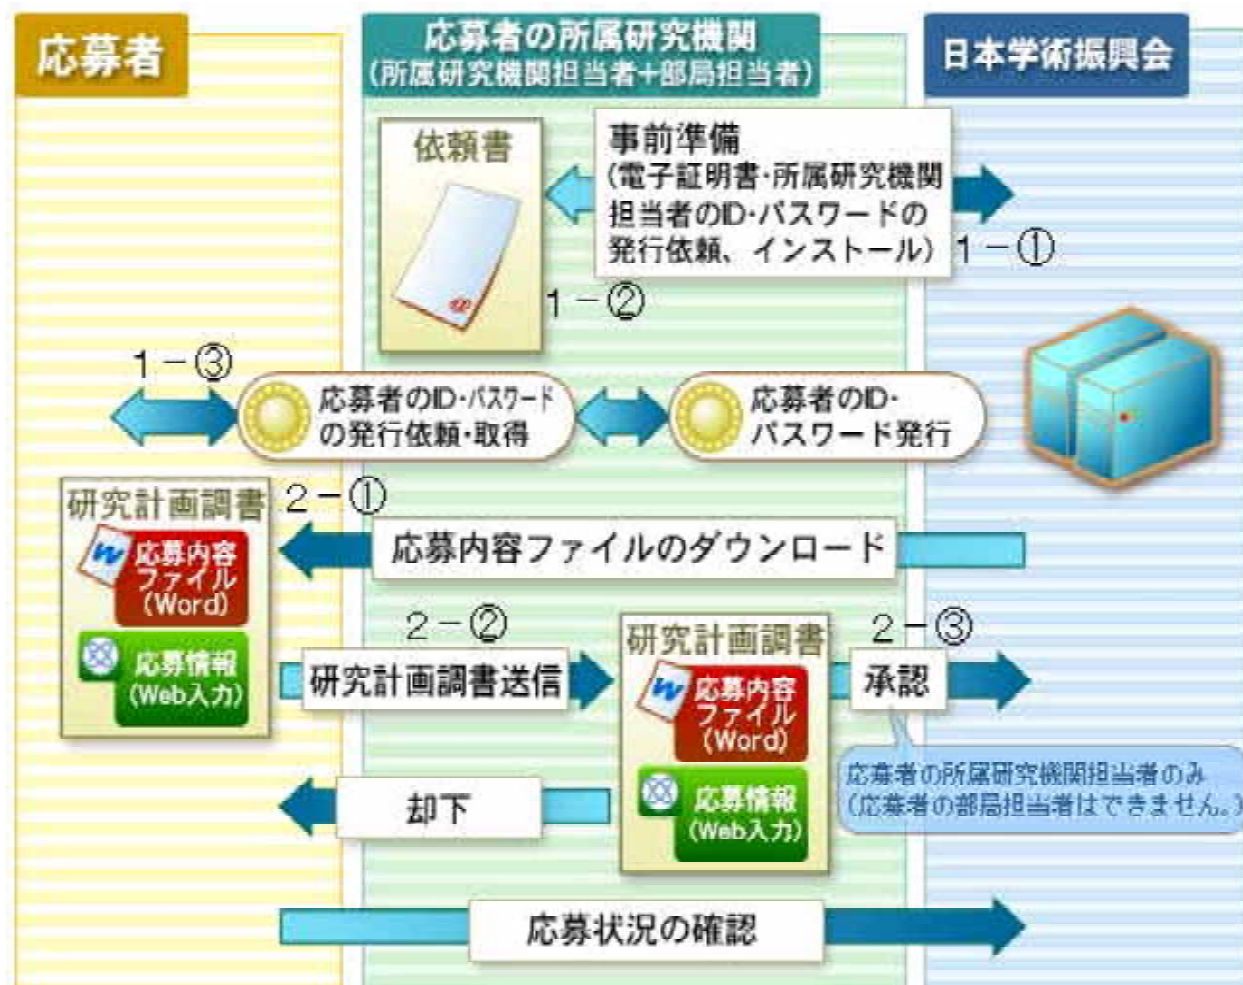 応募者
応募者の所属研究機関
(所属研究機関担当者+部局担当者)
日本学術振興会
依頼書
事前準備
(電子証明書・所属研究機関
担当者のID・パスワードの
発行依頼、インストール)
1-①
1-②
1-③
応募者のID・パスワード
の発行依頼・取得
応募者のID・
パスワード発行
研究計画調書
2-①
W
応募内容
ファイル
(Word)
応募情報
(Web入力)
応募内容ファイルのダウンロード
2-②
研究計画調書送信
研究計画調書
W
応募内容
ファイル
(Word)
応募情報
(Web入力)
2-③
承認
応募者の所属研究機関担当者のみ
(応募者の部局担当者はできません。)
却下
応募状況の確認